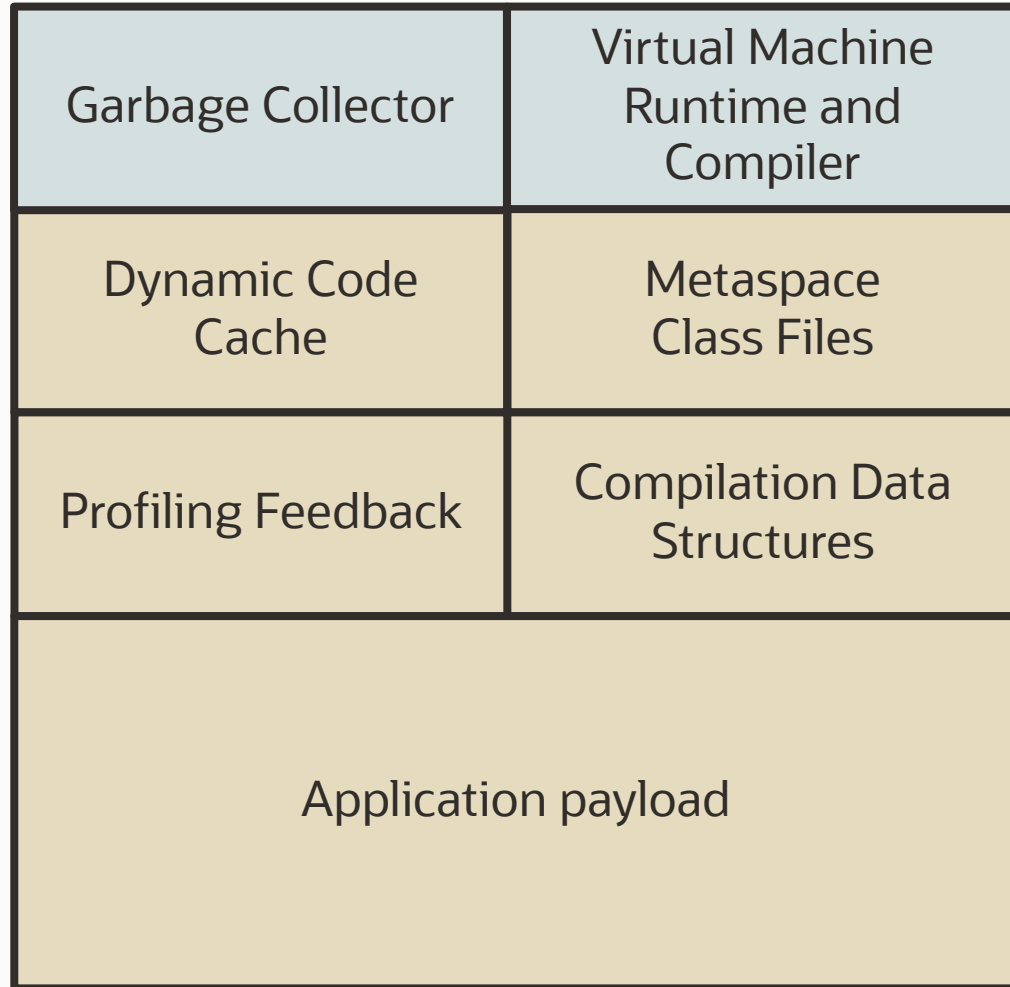 Garbage Collector
Virtual Machine
Runtime and
Compiler
Dynamic Code
Cache
Metaspace
Class Files
Profiling Feedback
Compilation Data
Structures
Application payload